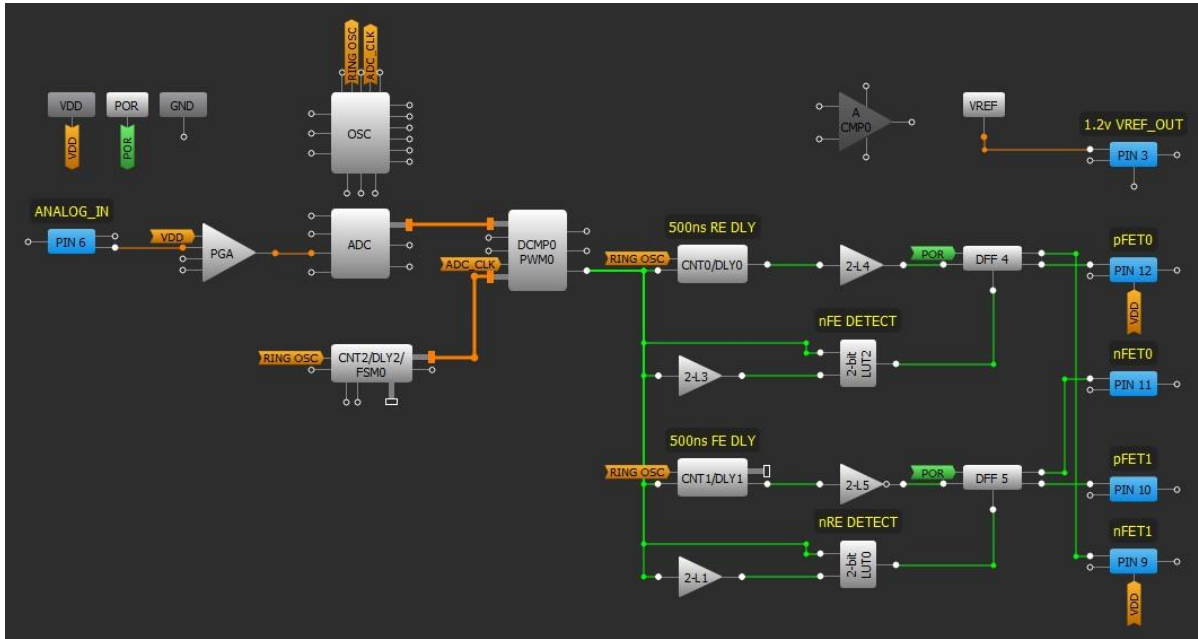 RING OSC
ADC_CLK
VDD
POR
GND
VDD
POR
OSC
A
CMP0
VREF
1.2v VREF_OUT
PIN 3
ANALOG_IN
PIN 6
VDD
PGA
ADC
DCMP0
PWM0
ADC_CLK
RING OSC
CNT2/DLY2/
FSM0
500ns RE DLY
RING OSC
CNT0/DLY0
2-L4
POR
DFF 4
pFET0
PIN 12
VDD
nFE DETECT
2-L3
2-bit
LUT2
nFET0
PIN 11
500ns FE DLY
RING OSC
CNT1/DLY1
2-L5
POR
DFF 5
pFET1
PIN 10
nRE DETECT
2-L1
2-bit
LUT0
nFET1
PIN 9
VDD